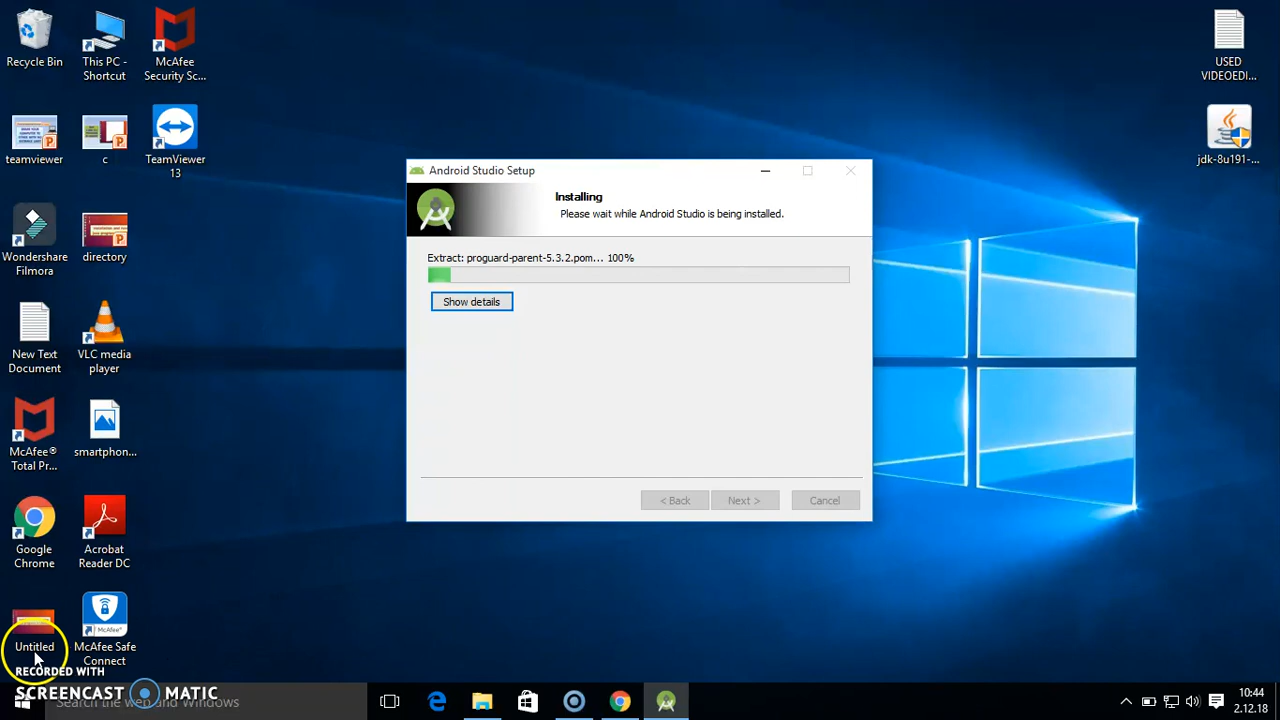 Recycle Bin
This PC -
Shortcut
McAfee
Security Sc...
USED
VIDEOEDI...
teamviewer
c
TeamViewer
13
jdk-8u191-...
Android Studio Setup
Installing
Please wait while Android Studio is being installed.
Extract: proguard-parent-5.3.2.pom... 100%
Show details
< Back
Next >
Cancel
Wondershare
Filmora
directory
New Text
Document
VLC media
player
McAfee®
Total Pr...
smartphon...
Google
Chrome
Acrobat
Reader DC
Untitled
McAfee Safe
Connect
RECORDED WITH
SCREENCAST MATIC
Search the web and Windows
10:44
2.12.18